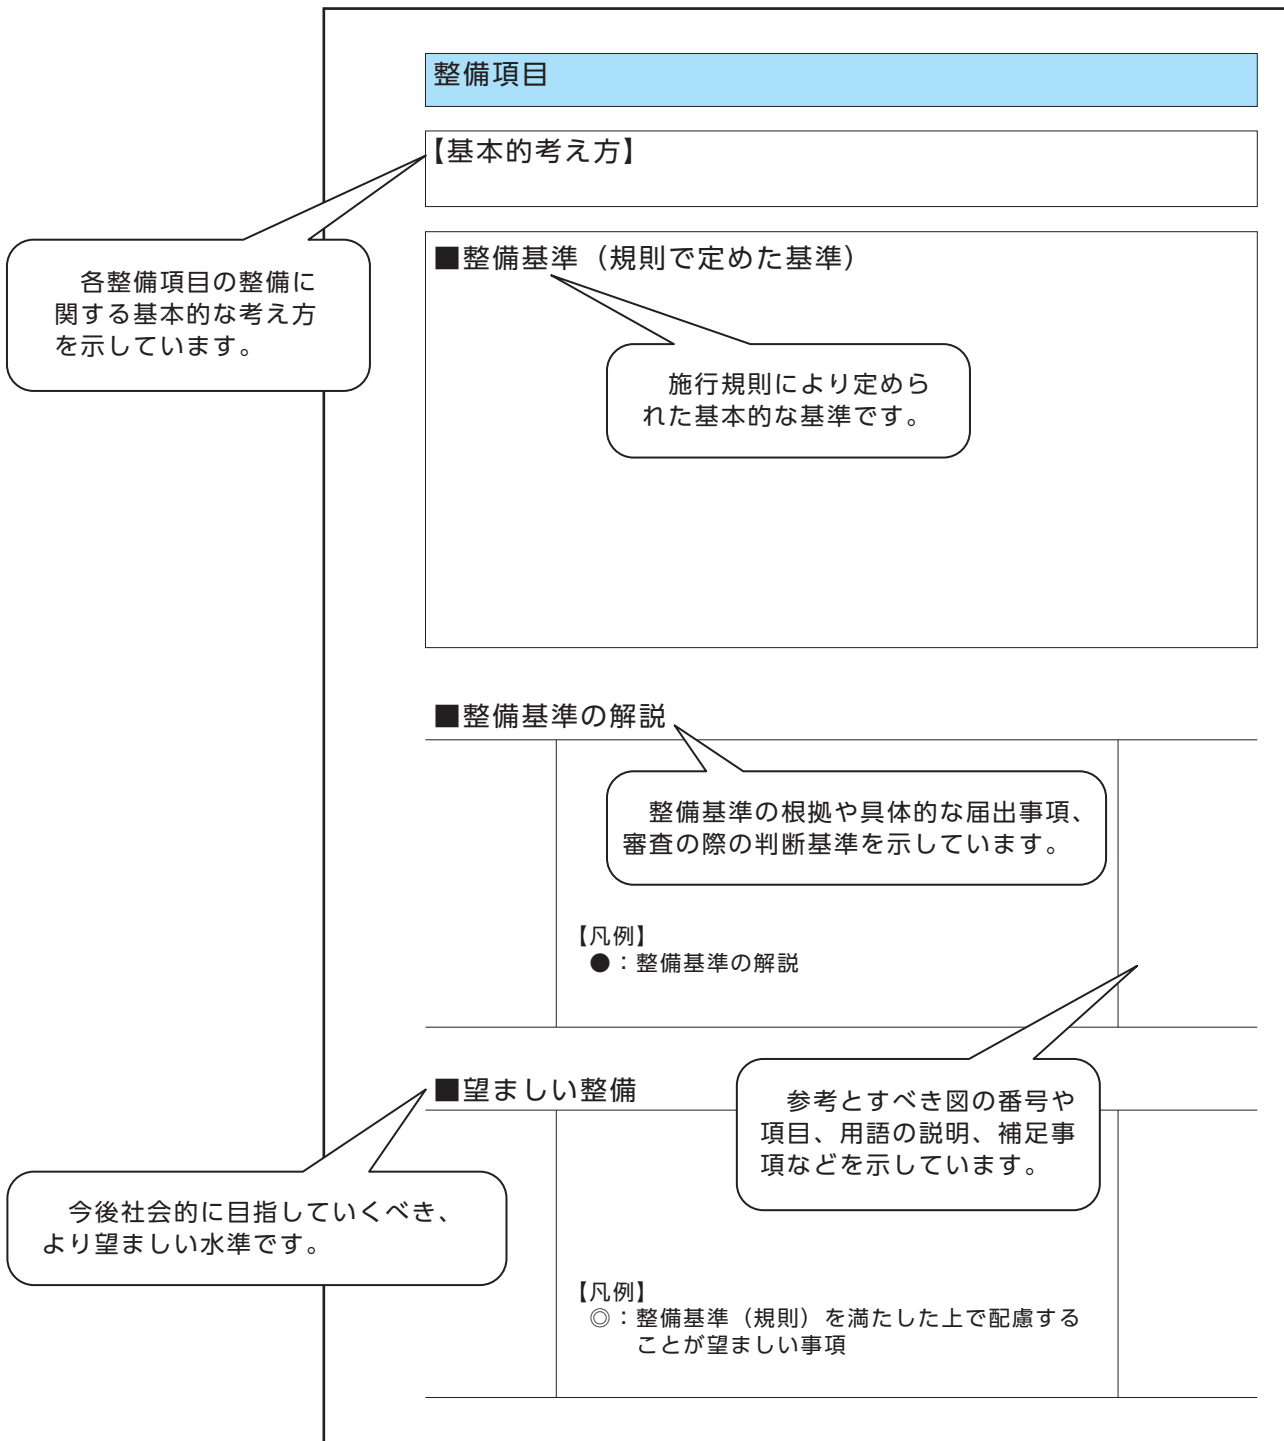 整備項目
【基本的考え方】
各整備項目の整備に
関する基本的な考え方
を示しています。
■整備基準（規則で定めた基準）
施行規則により定めら
れた基本的な基準です。
■整備基準の解説
整備基準の根拠や具体的な届出事項、
審査の際の判断基準を示しています。
【凡例】
●：整備基準の解説
参考とすべき図の番号や
項目、用語の説明、補足事
項などを示しています。
■望ましい整備
今後社会的に目指していくべき、
より望ましい水準です。
【凡例】
◎：整備基準（規則）を満たした上で配慮する
ことが望ましい事項